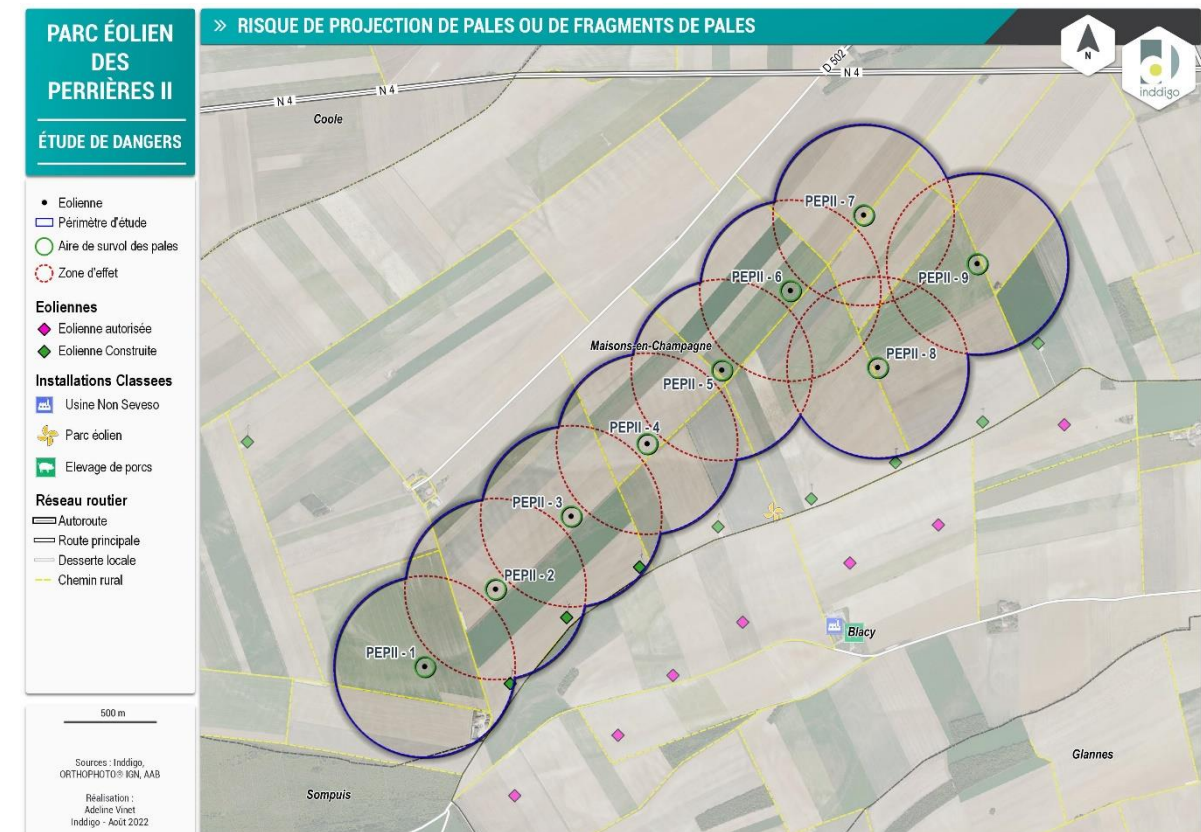 PARC ÉOLIEN
DES
PERRIÈRES II
ÉTUDE DE DANGERS
» RISQUE DE PROJECTION DE PALES OU DE FRAGMENTS DE PALES
N
inddigo
Eolienne
Périmètre d'étude
Aire de survol des pales
Zone d'effet
Eoliennes
Eolienne autorisée
Eolienne Construite
Installations Classees
Usine Non Seveso
Parc éolien
Elevage de porcs
Réseau routier
Autoroute
Route principale
Desserte locale
Chemin rural
500 m
Sources : Inddigo,
ORTHOPHOTO® IGN, AAB
Réalisation :
Adeline Vinet
Inddigo - Août 2022
D 502
N 4
N 4
N 4
Coole
PEPII - 7
PEPII - 9
PEPII - 6
Maisons-en-Champagne
PEPII - 8
PEPII - 5
PEPII - 4
PEPII - 3
PEPII - 2
Blacy
PEPII - 1
Glannes
Sompuis